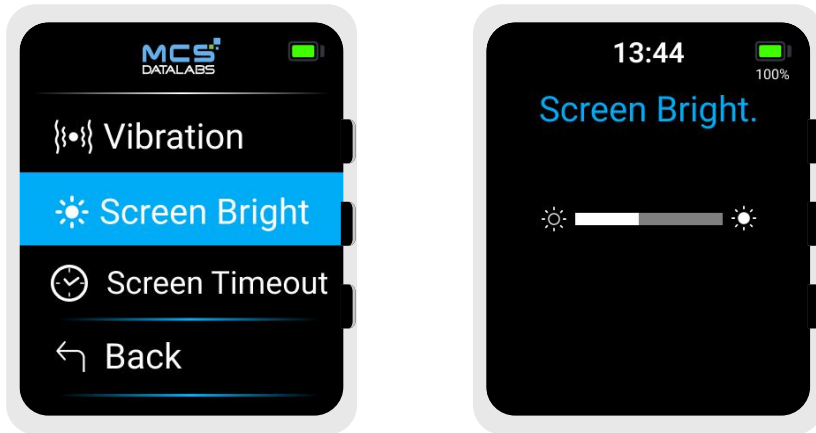 MCS
DATALABS
Vibration
Screen Bright
Screen Timeout
Back
13:44
100%
Screen Bright.